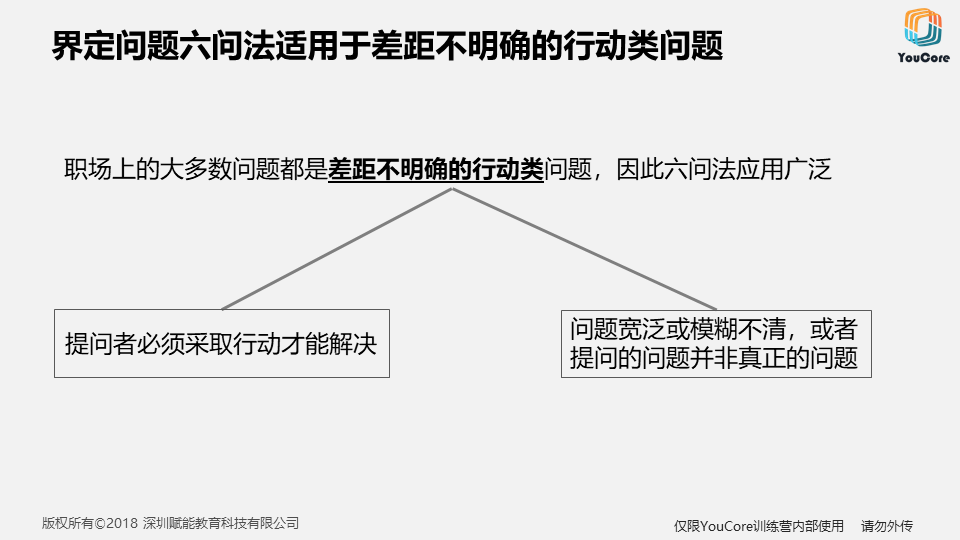 界定问题六问法适用于差距不明确的行动类问题
YouCore
职场上的大多数问题都是差距不明确的行动类问题，因此六问法应用广泛
提问者必须采取行动才能解决
问题宽泛或模糊不清，或者
提问的问题并非真正的问题
版权所有©2018 深圳赋能教育科技有限公司
仅限YouCore训练营内部使用 请勿外传